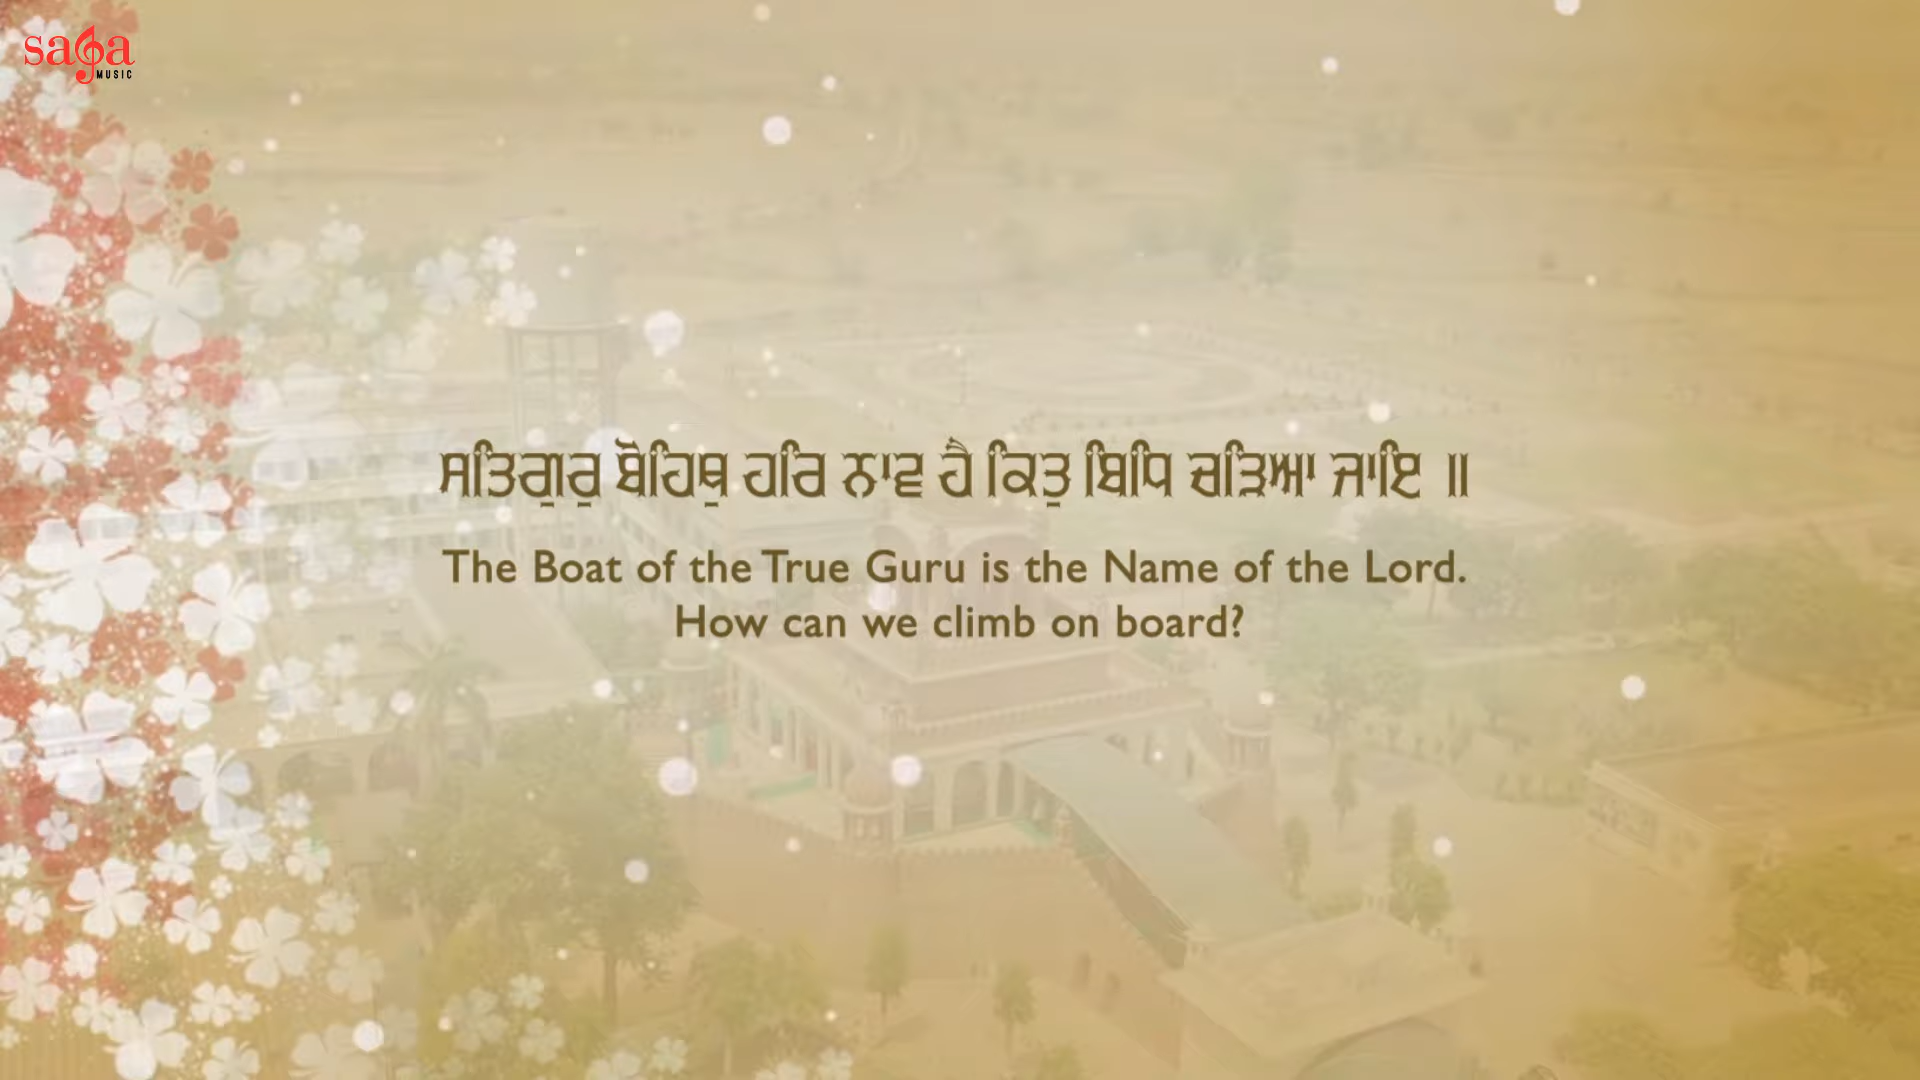 saga
MUSIC
ਸਤਿਗੁਰੁ ਬੋਹਿਥੁ ਹਰਿ ਨਾਵ ਹੈ ਕਿਤੁ ਬਿਧਿ ਚੜਿਆ ਜਾਇ ॥
The Boat of the True Guru is the Name of the Lord.
How can we climb on board?